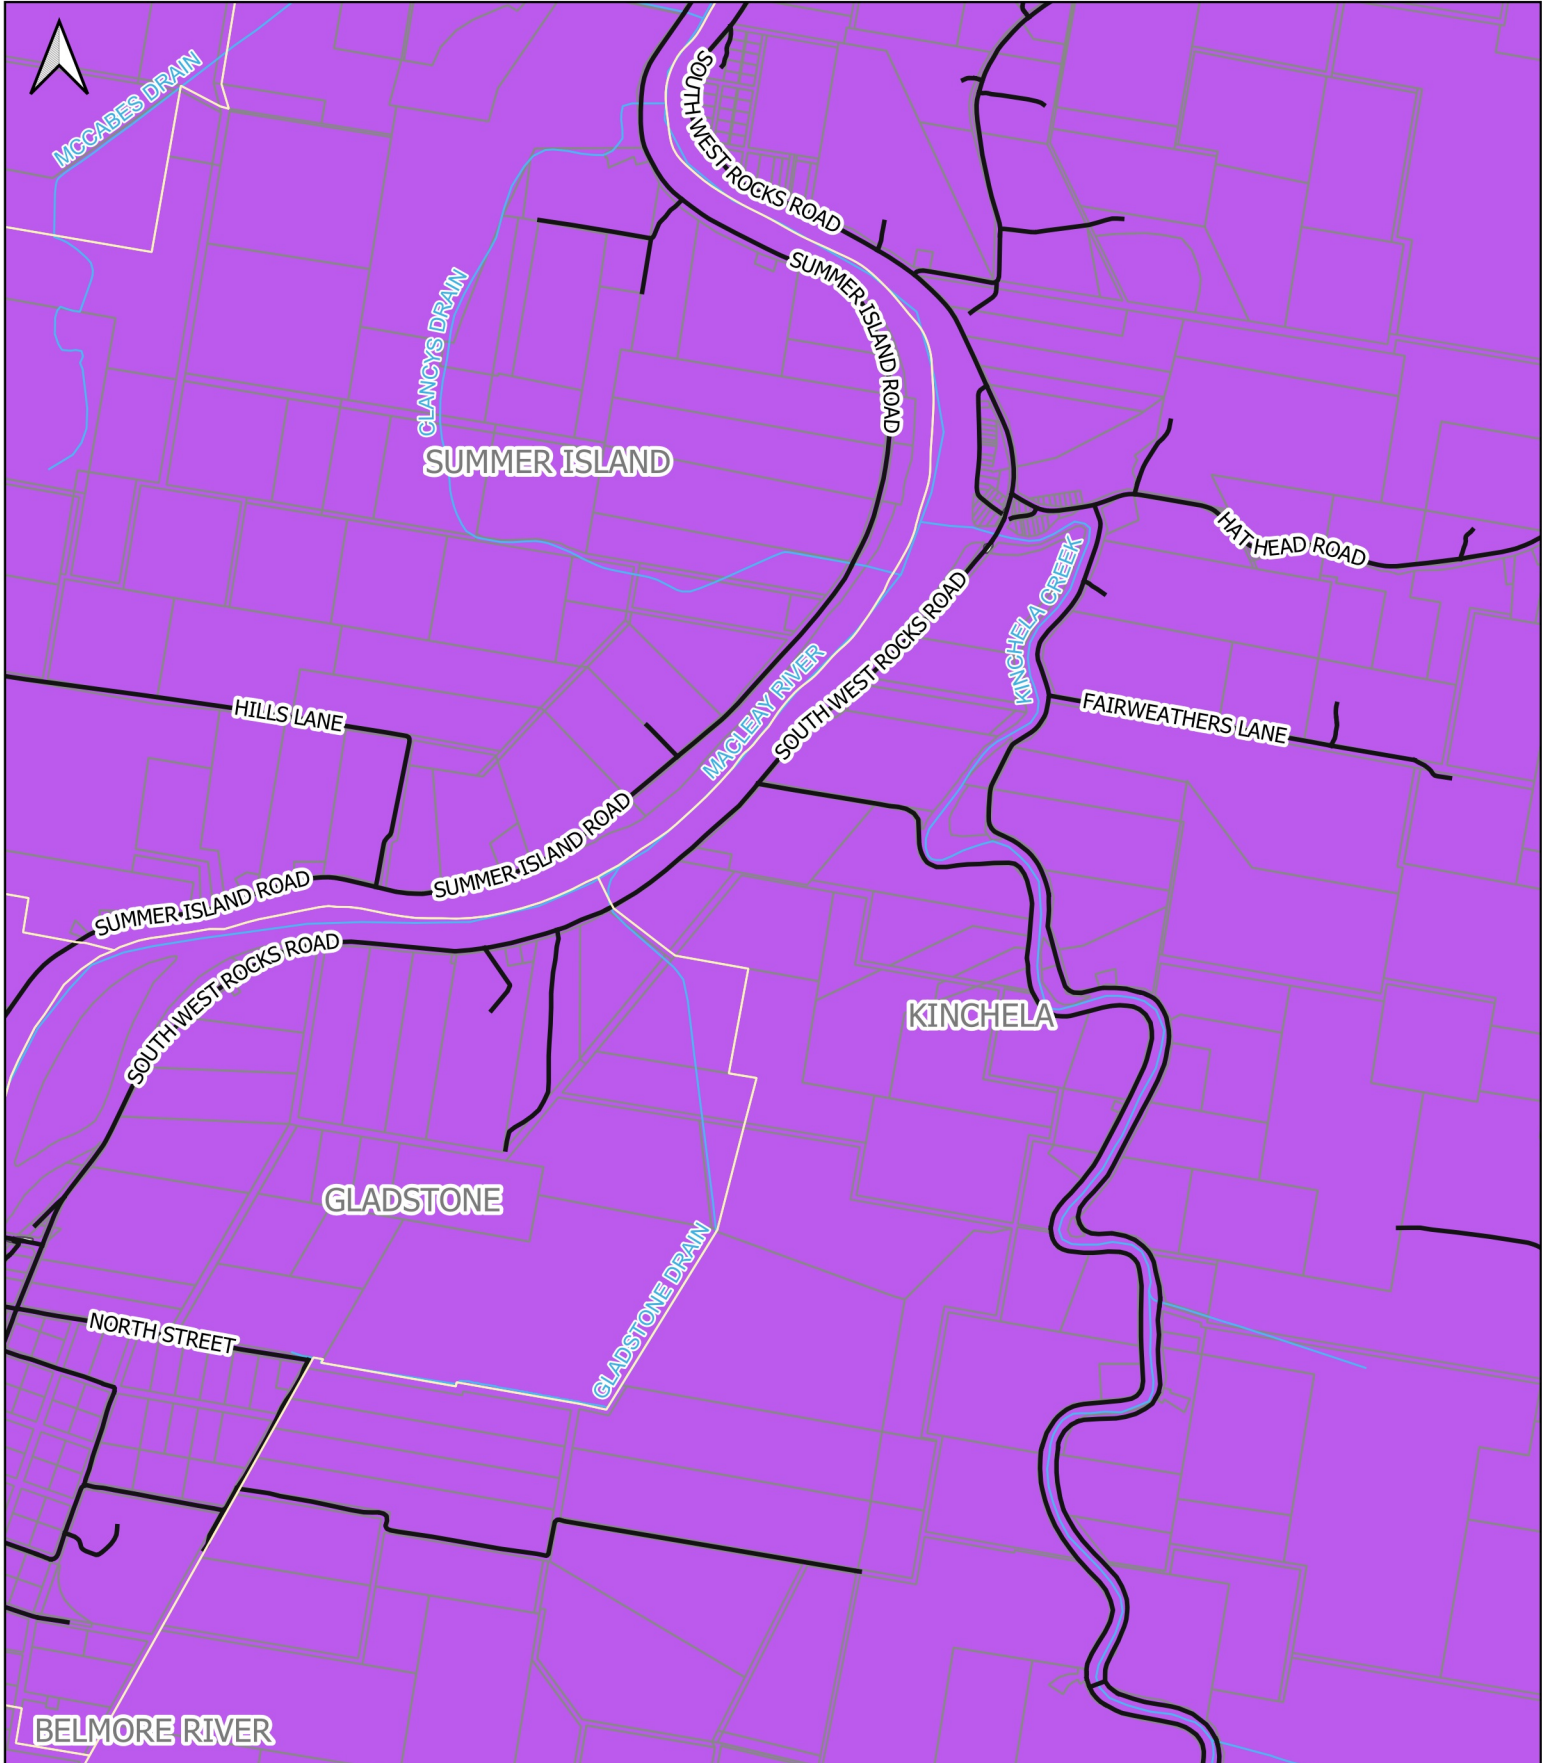 MCCABES DRAIN
SOUTH WEST ROCKS ROAD
SUMMER ISLAND ROAD
CLANCYS DRAIN
SUMMER ISLAND
HAT HEAD ROAD
KINCHELA CREEK
SOUTH WEST ROCKS ROAD
MACLEAY RIVER
HILLS LANE
FAIRWEATHERS LANE
SUMMER ISLAND ROAD
SUMMER ISLAND ROAD
SOUTH WEST ROCKS ROAD
KINCHELA
GLADSTONE
GLADSTONE DRAIN
NORTH STREET
BELMORE RIVER